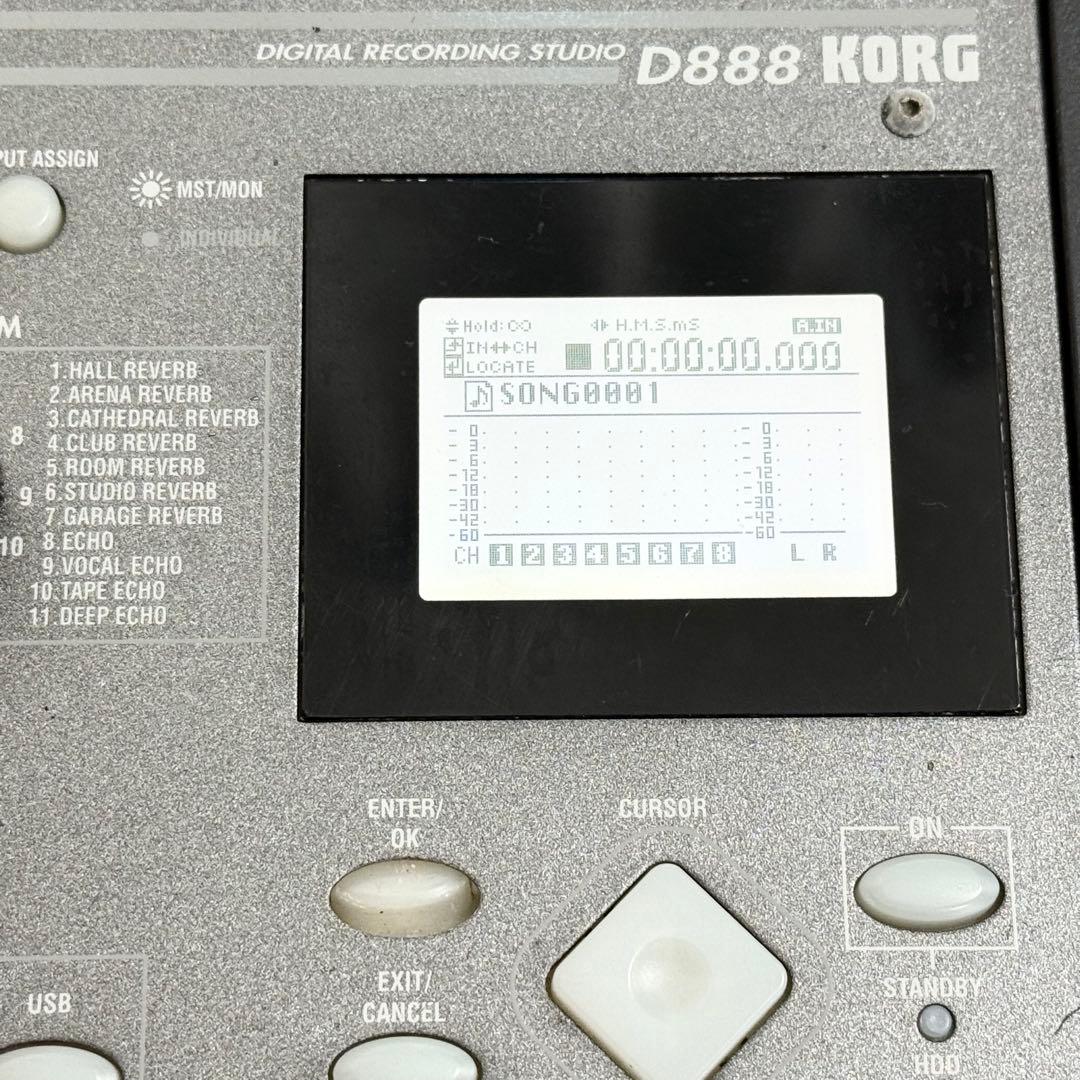 DIGITAL RECORDING STUDIO D888 KORG
PUT ASSIGN
MST/MON
INDIVIDUAL
M
8
9
10
1.HALL REVERB
2.ARENA REVERB
3.CATHEDRAL REVERB
4.CLUB REVERB
5.ROOM REVERB
6.STUDIO REVERB
7.GARAGE REVERB
8.ECHO
9.VOCAL ECHO
10.TAPE ECHO
11.DEEP ECHO
Hold:∞ H.M.S.mS A.IN
IN↔CH
LOCATE
00:00:00.000
SONG0001
- 0 - 0
- 3 - 3
- 6 - 6
-12 -12
-18 -18
-30 -30
-42 -42
-60 -60
CH 1 2 3 4 5 6 7 8 L R
ENTER/
OK
CURSOR
ON
EXIT/
CANCEL
USB
STANDBY
HDD